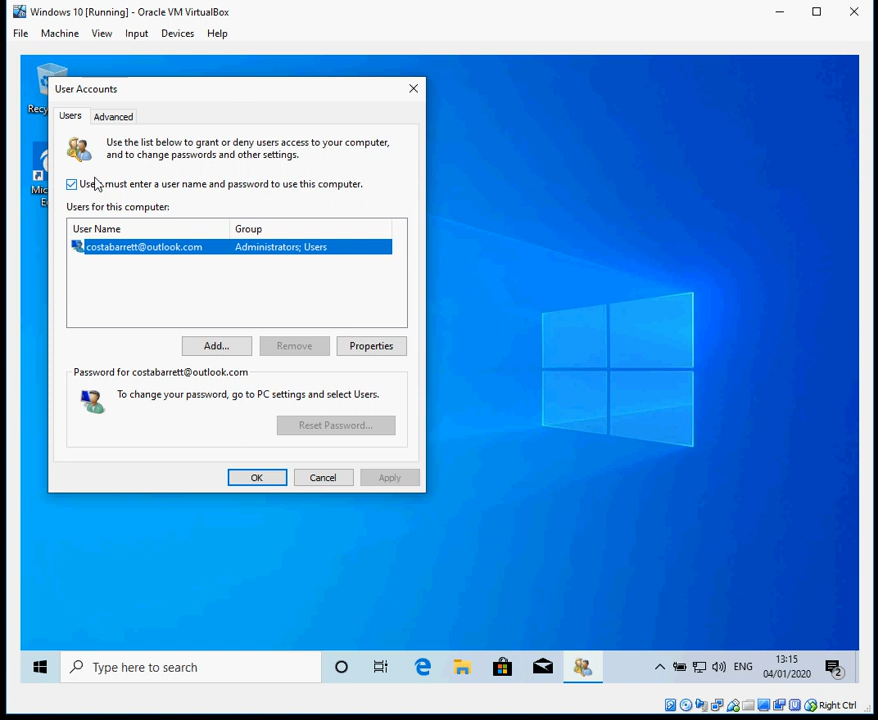 Windows 10 [Running] - Oracle VM VirtualBox
File Machine View Input Devices Help
User Accounts
Users Advanced
Use the list below to grant or deny users access to your computer,
and to change passwords and other settings.
must enter a user name and password to use this computer.
Users for this computer:
User Name Group
costabarrett@outlook.com Administrators; Users
Add... Remove Properties
Password for costabarrett@outlook.com
To change your password, go to PC settings and select Users.
Reset Password...
OK Cancel Apply
Type here to search
ENG
13:15
04/01/2020
2
Right Ctrl